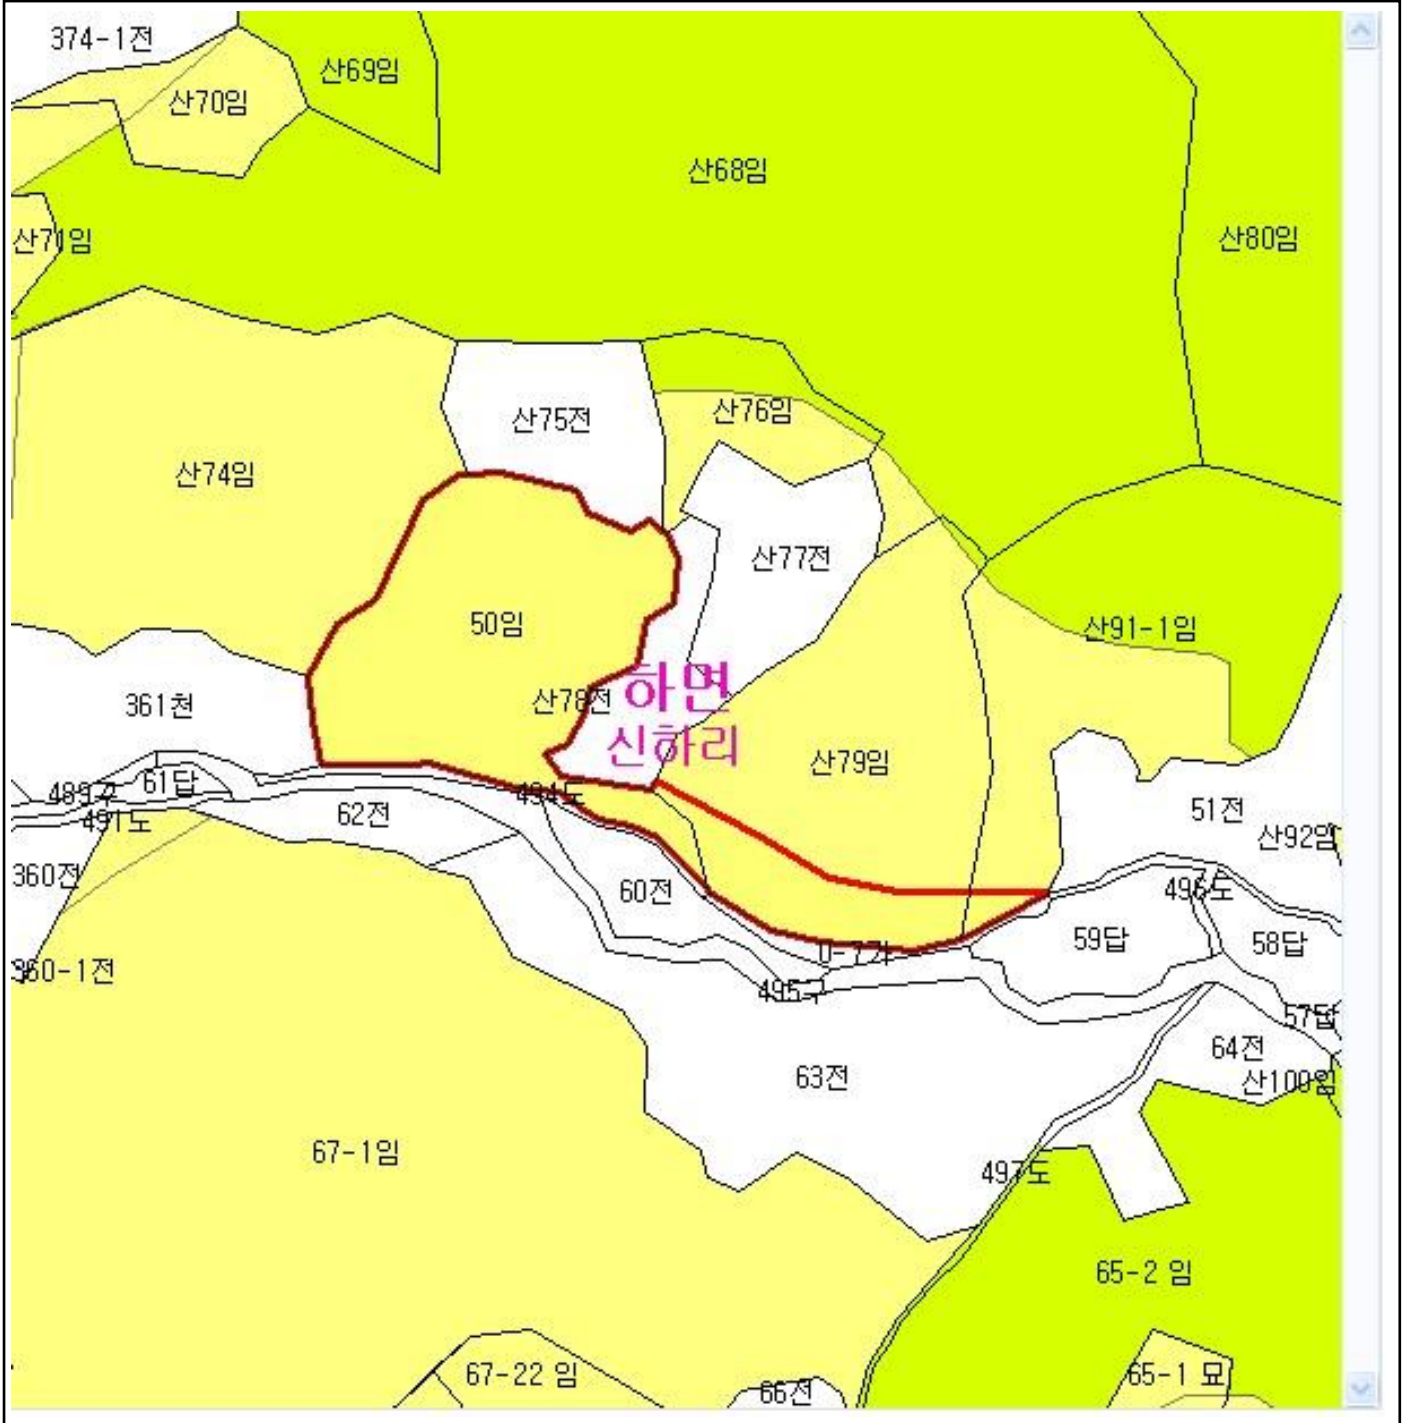 374-1전
산69임
산70임
산68임
산71임
산80임
산75전
산76임
산74임
산77전
50임
산91-1임
361천
산78전
하면
신하리
산79임
61답
489구
494도
491도
62전
51전
산92임
360전
60전
496도
59답
58답
360-1전
495구
57답
64전
63전
산100임
67-1임
497도
65-2 임
67-22 임
65-1 묘
66전